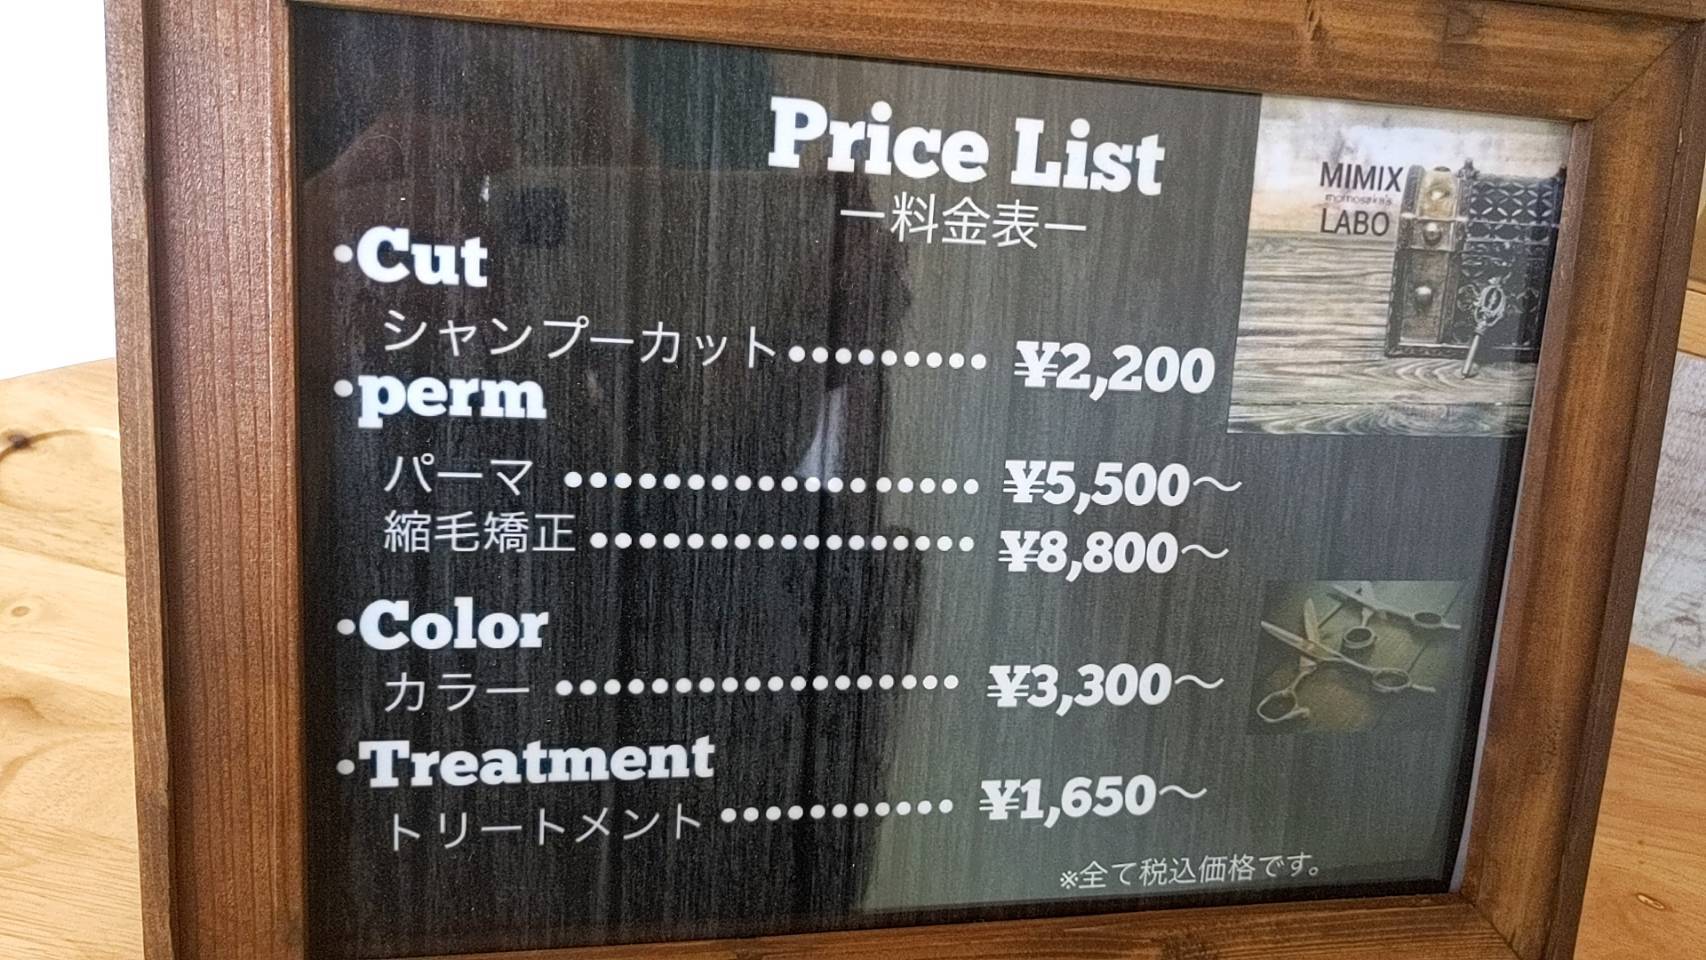 Price List
ー料金表ー
MIMIX
momosaka's
LABO
・Cut
シャンプーカット ・・・・・・・・・ ¥2,200
・perm
パーマ ・・・・・・・・・・・・・・・・・ ¥5,500〜
縮毛矯正 ・・・・・・・・・・・・・・・・ ¥8,800〜
・Color
カラー ・・・・・・・・・・・・・・・・・ ¥3,300〜
・Treatment
トリートメント ・・・・・・・・・・ ¥1,650〜
※全て税込価格です。